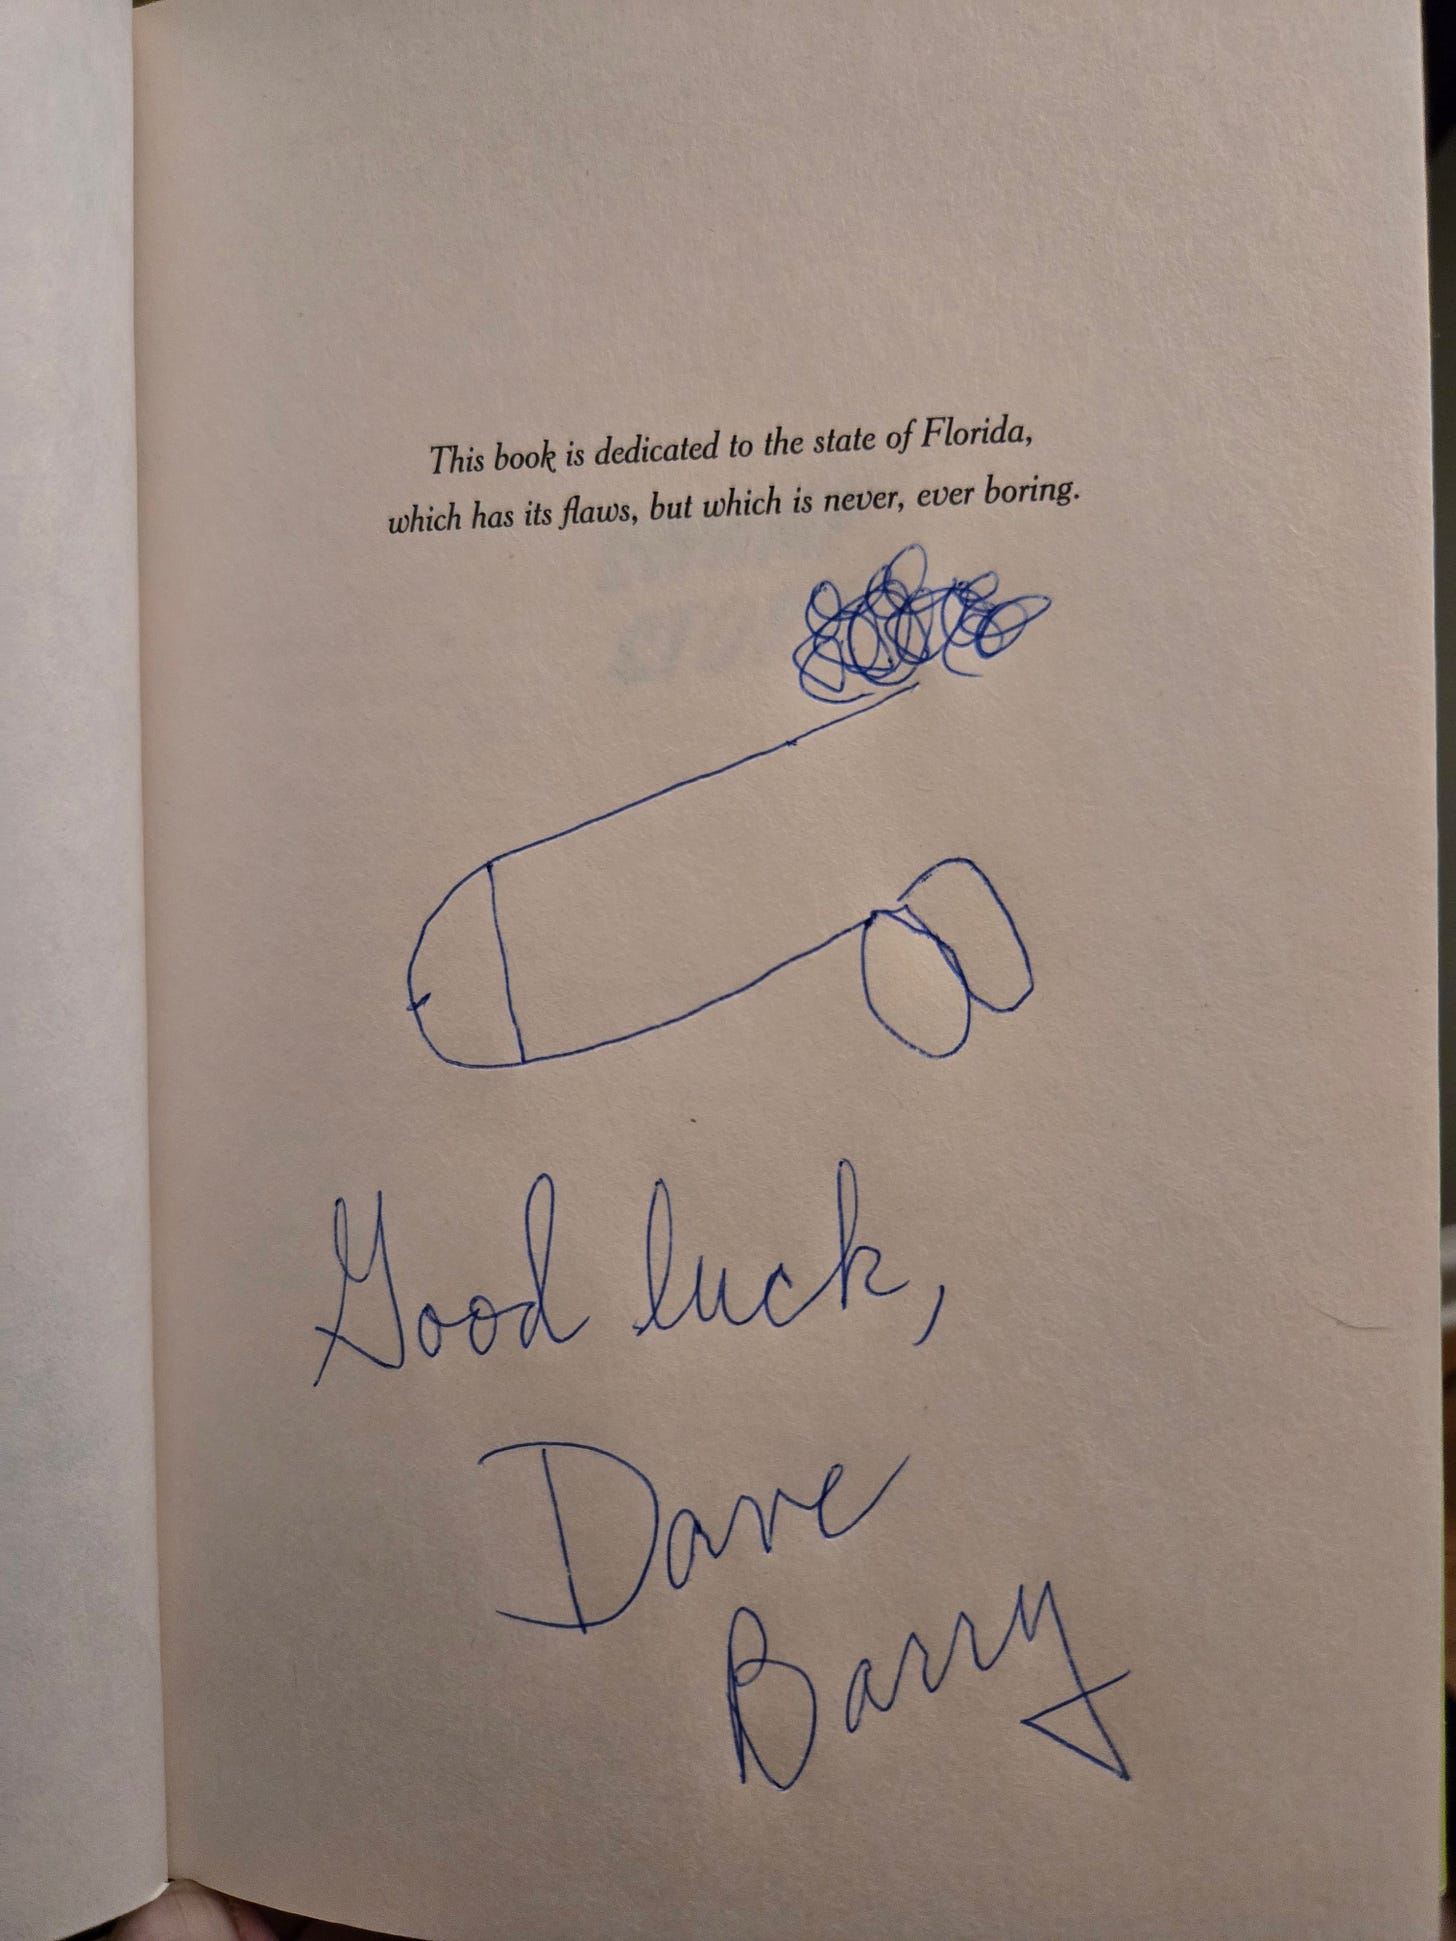 This book is dedicated to the state of Florida,
which has its flaws, but which is never, ever boring.
Good luck,
Dave
Barry